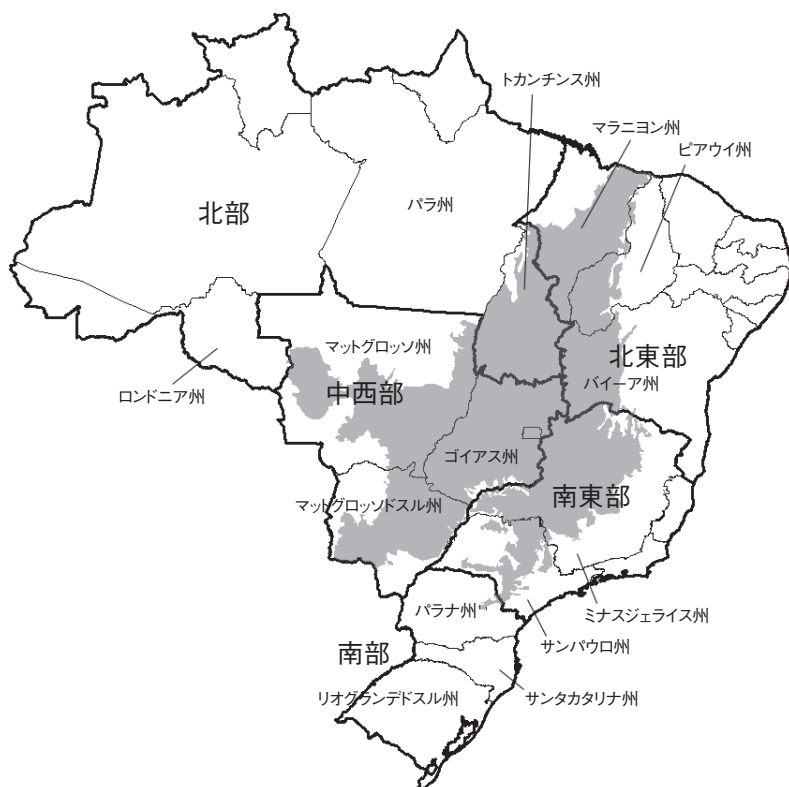 トカンチンス州
マラニヨン州
ピアウイ州
北部
パラ州
マットグロッソ州
北東部
中西部
バイーア州
ロンドニア州
ゴイアス州
マットグロッソドスル州
南東部
パラナ州
ミナスジェライス州
サンパウロ州
南部
リオグランデドスル州
サンタカタリナ州